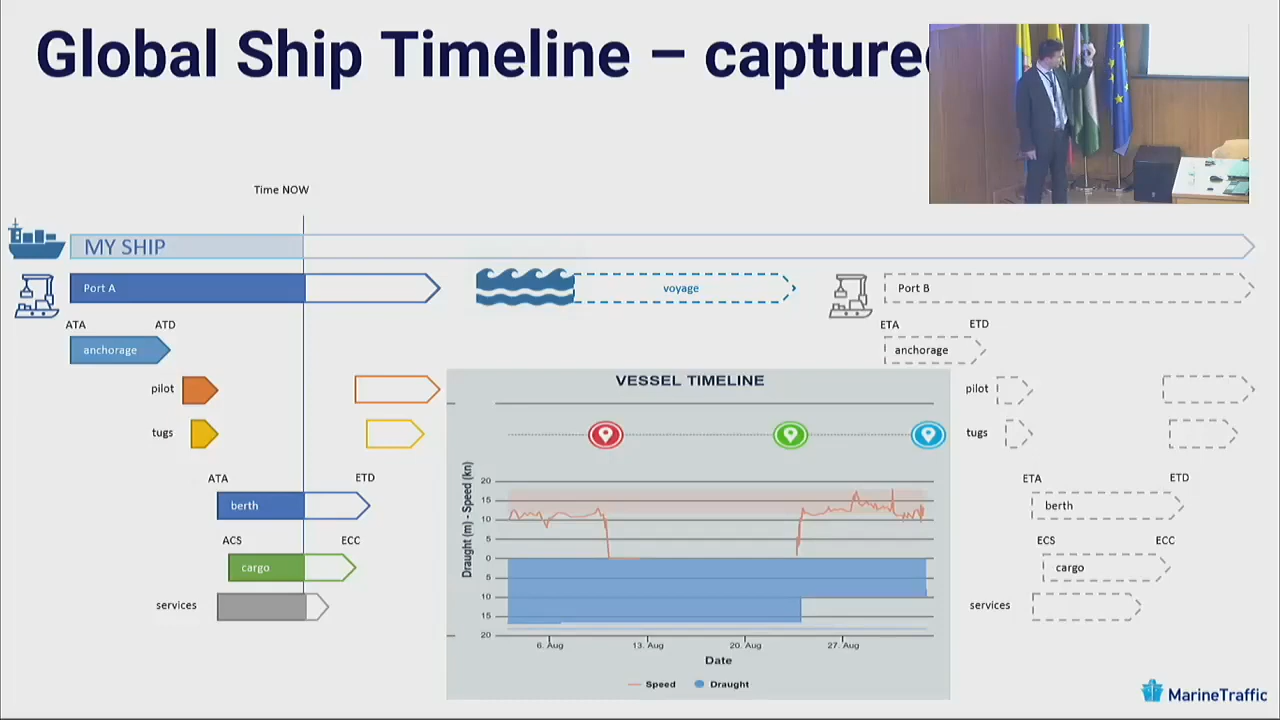 Global Ship Timeline – capture
Time NOW
MY SHIP
Port A
voyage
Port B
ATA ATD
ETA ETD
anchorage
anchorage
pilot
pilot
tugs
tugs
ATA ETD
ETA ETD
berth
berth
ACS ECC
ECS ECC
cargo
cargo
services
services
VESSEL TIMELINE
Draught (m) - Speed (kn)
20
15
10
5
0
5
10
15
20
6. Aug 13. Aug 20. Aug 27. Aug
Date
Speed Draught
MarineTraffic